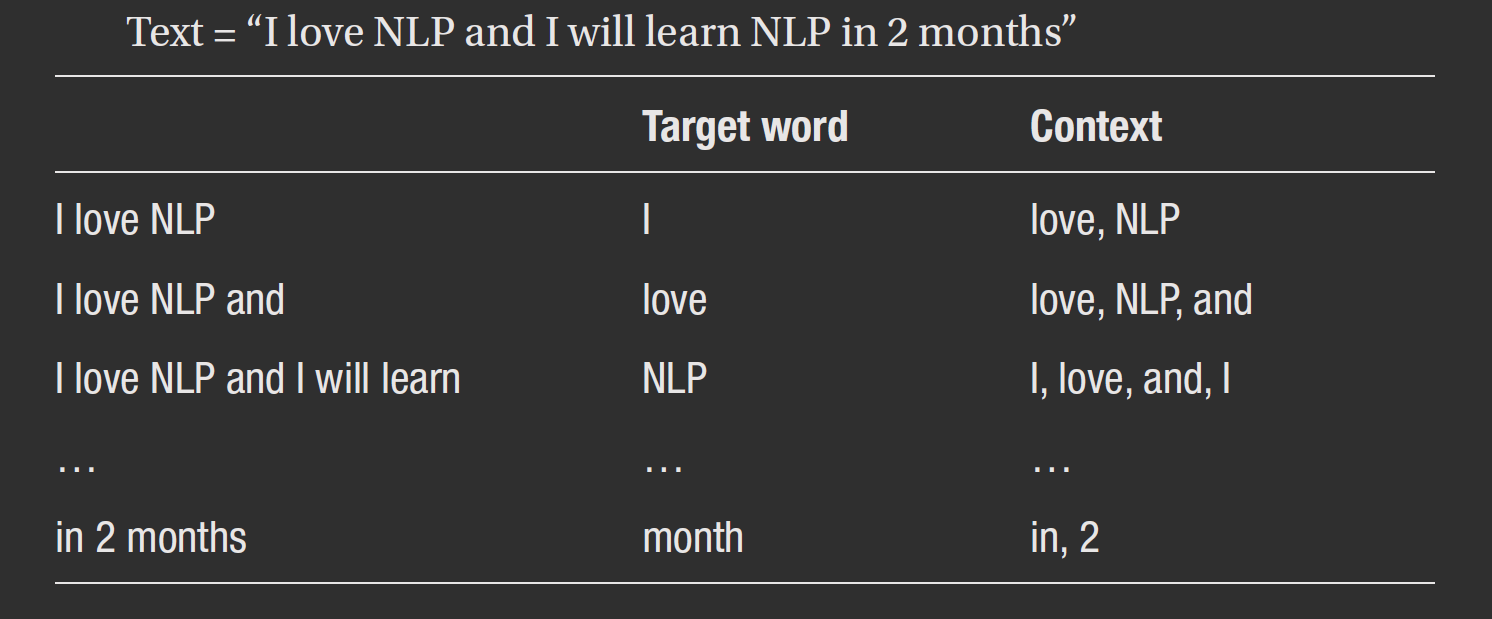 Text = “I love NLP and I will learn NLP in 2 months”
Target word Context
I love NLP I love, NLP
I love NLP and love love, NLP, and
I love NLP and I will learn NLP I, love, and, I
… … …
in 2 months month in, 2